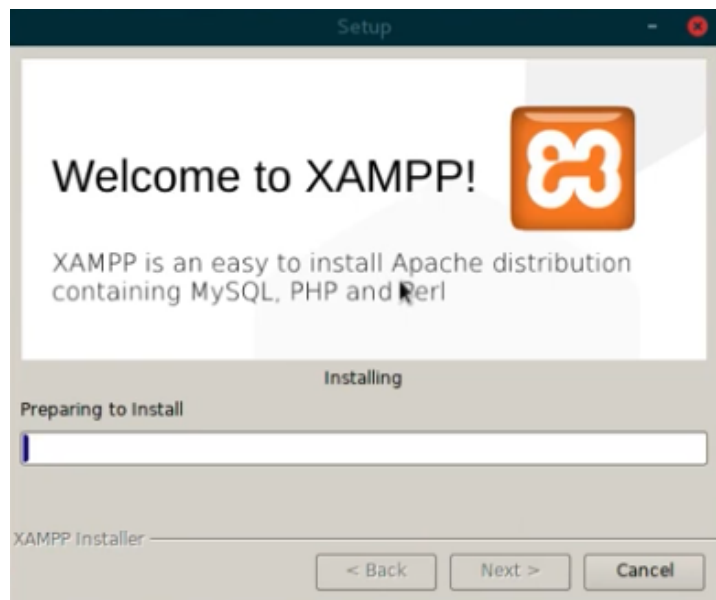 Setup
Welcome to XAMPP!
XAMPP is an easy to install Apache distribution
containing MySQL, PHP and Perl
Installing
Preparing to Install
XAMPP Installer
< Back
Next >
Cancel